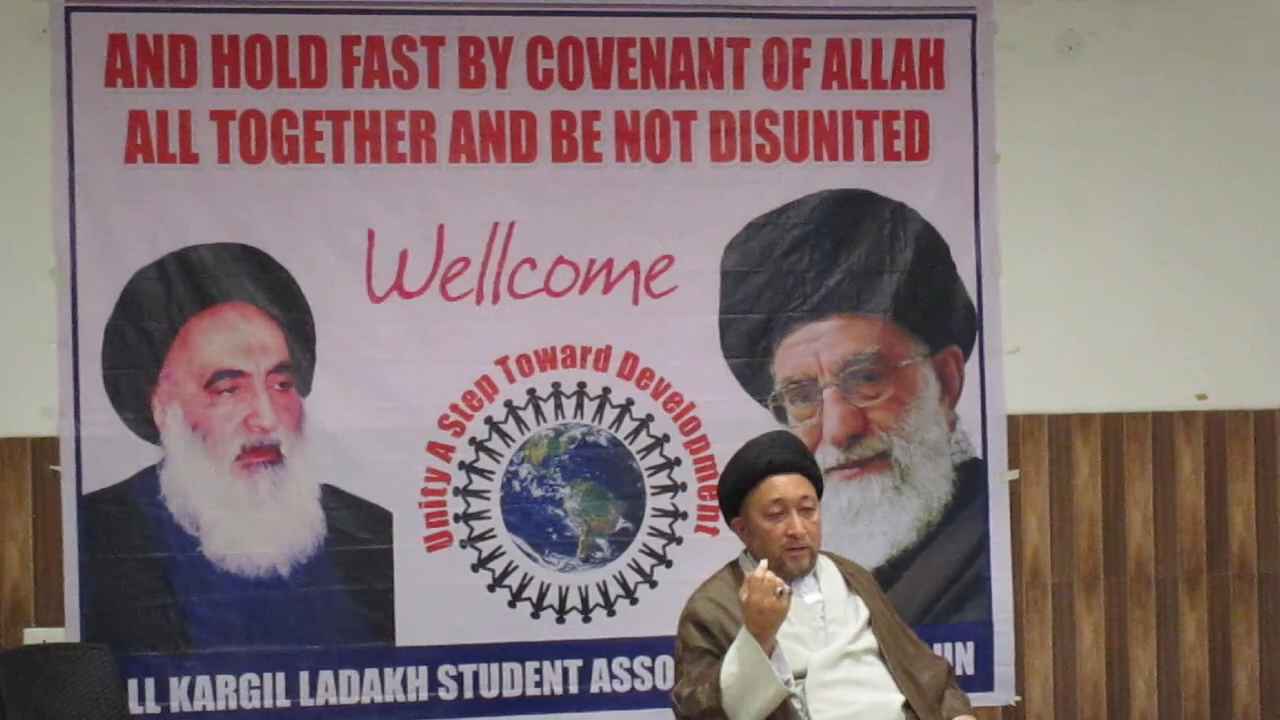 AND HOLD FAST BY COVENANT OF ALLAH
ALL TOGETHER AND BE NOT DISUNITED
Wellcome
Unity A Step Toward Development
LL KARGIL LADAKH STUDENT ASSO UN